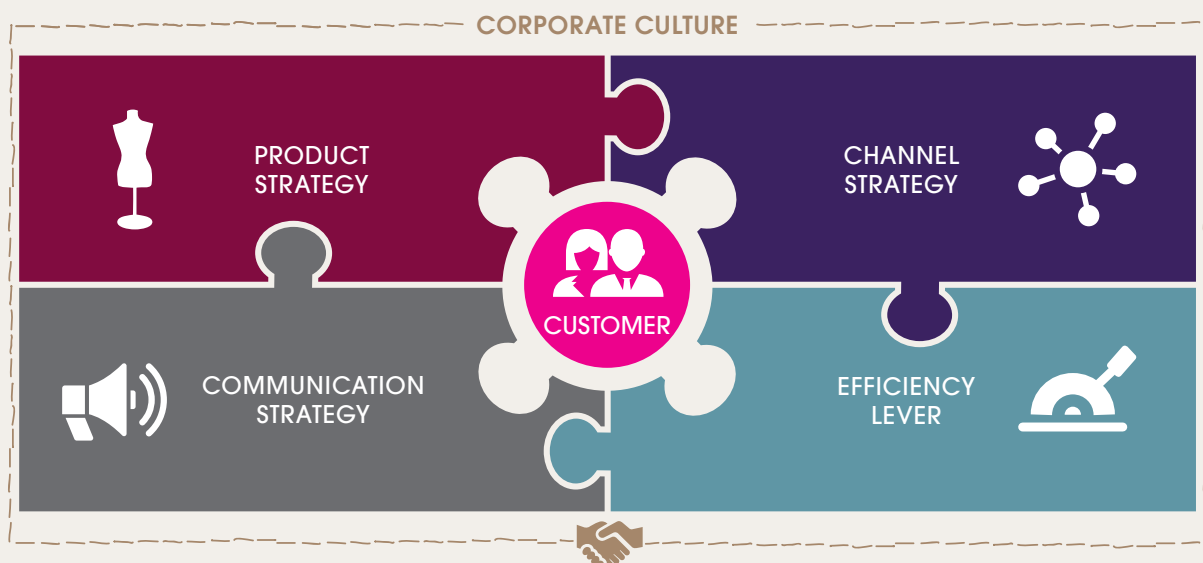 CORPORATE CULTURE
PRODUCT
STRATEGY
CHANNEL
STRATEGY
CUSTOMER
COMMUNICATION
STRATEGY
EFFICIENCY
LEVER